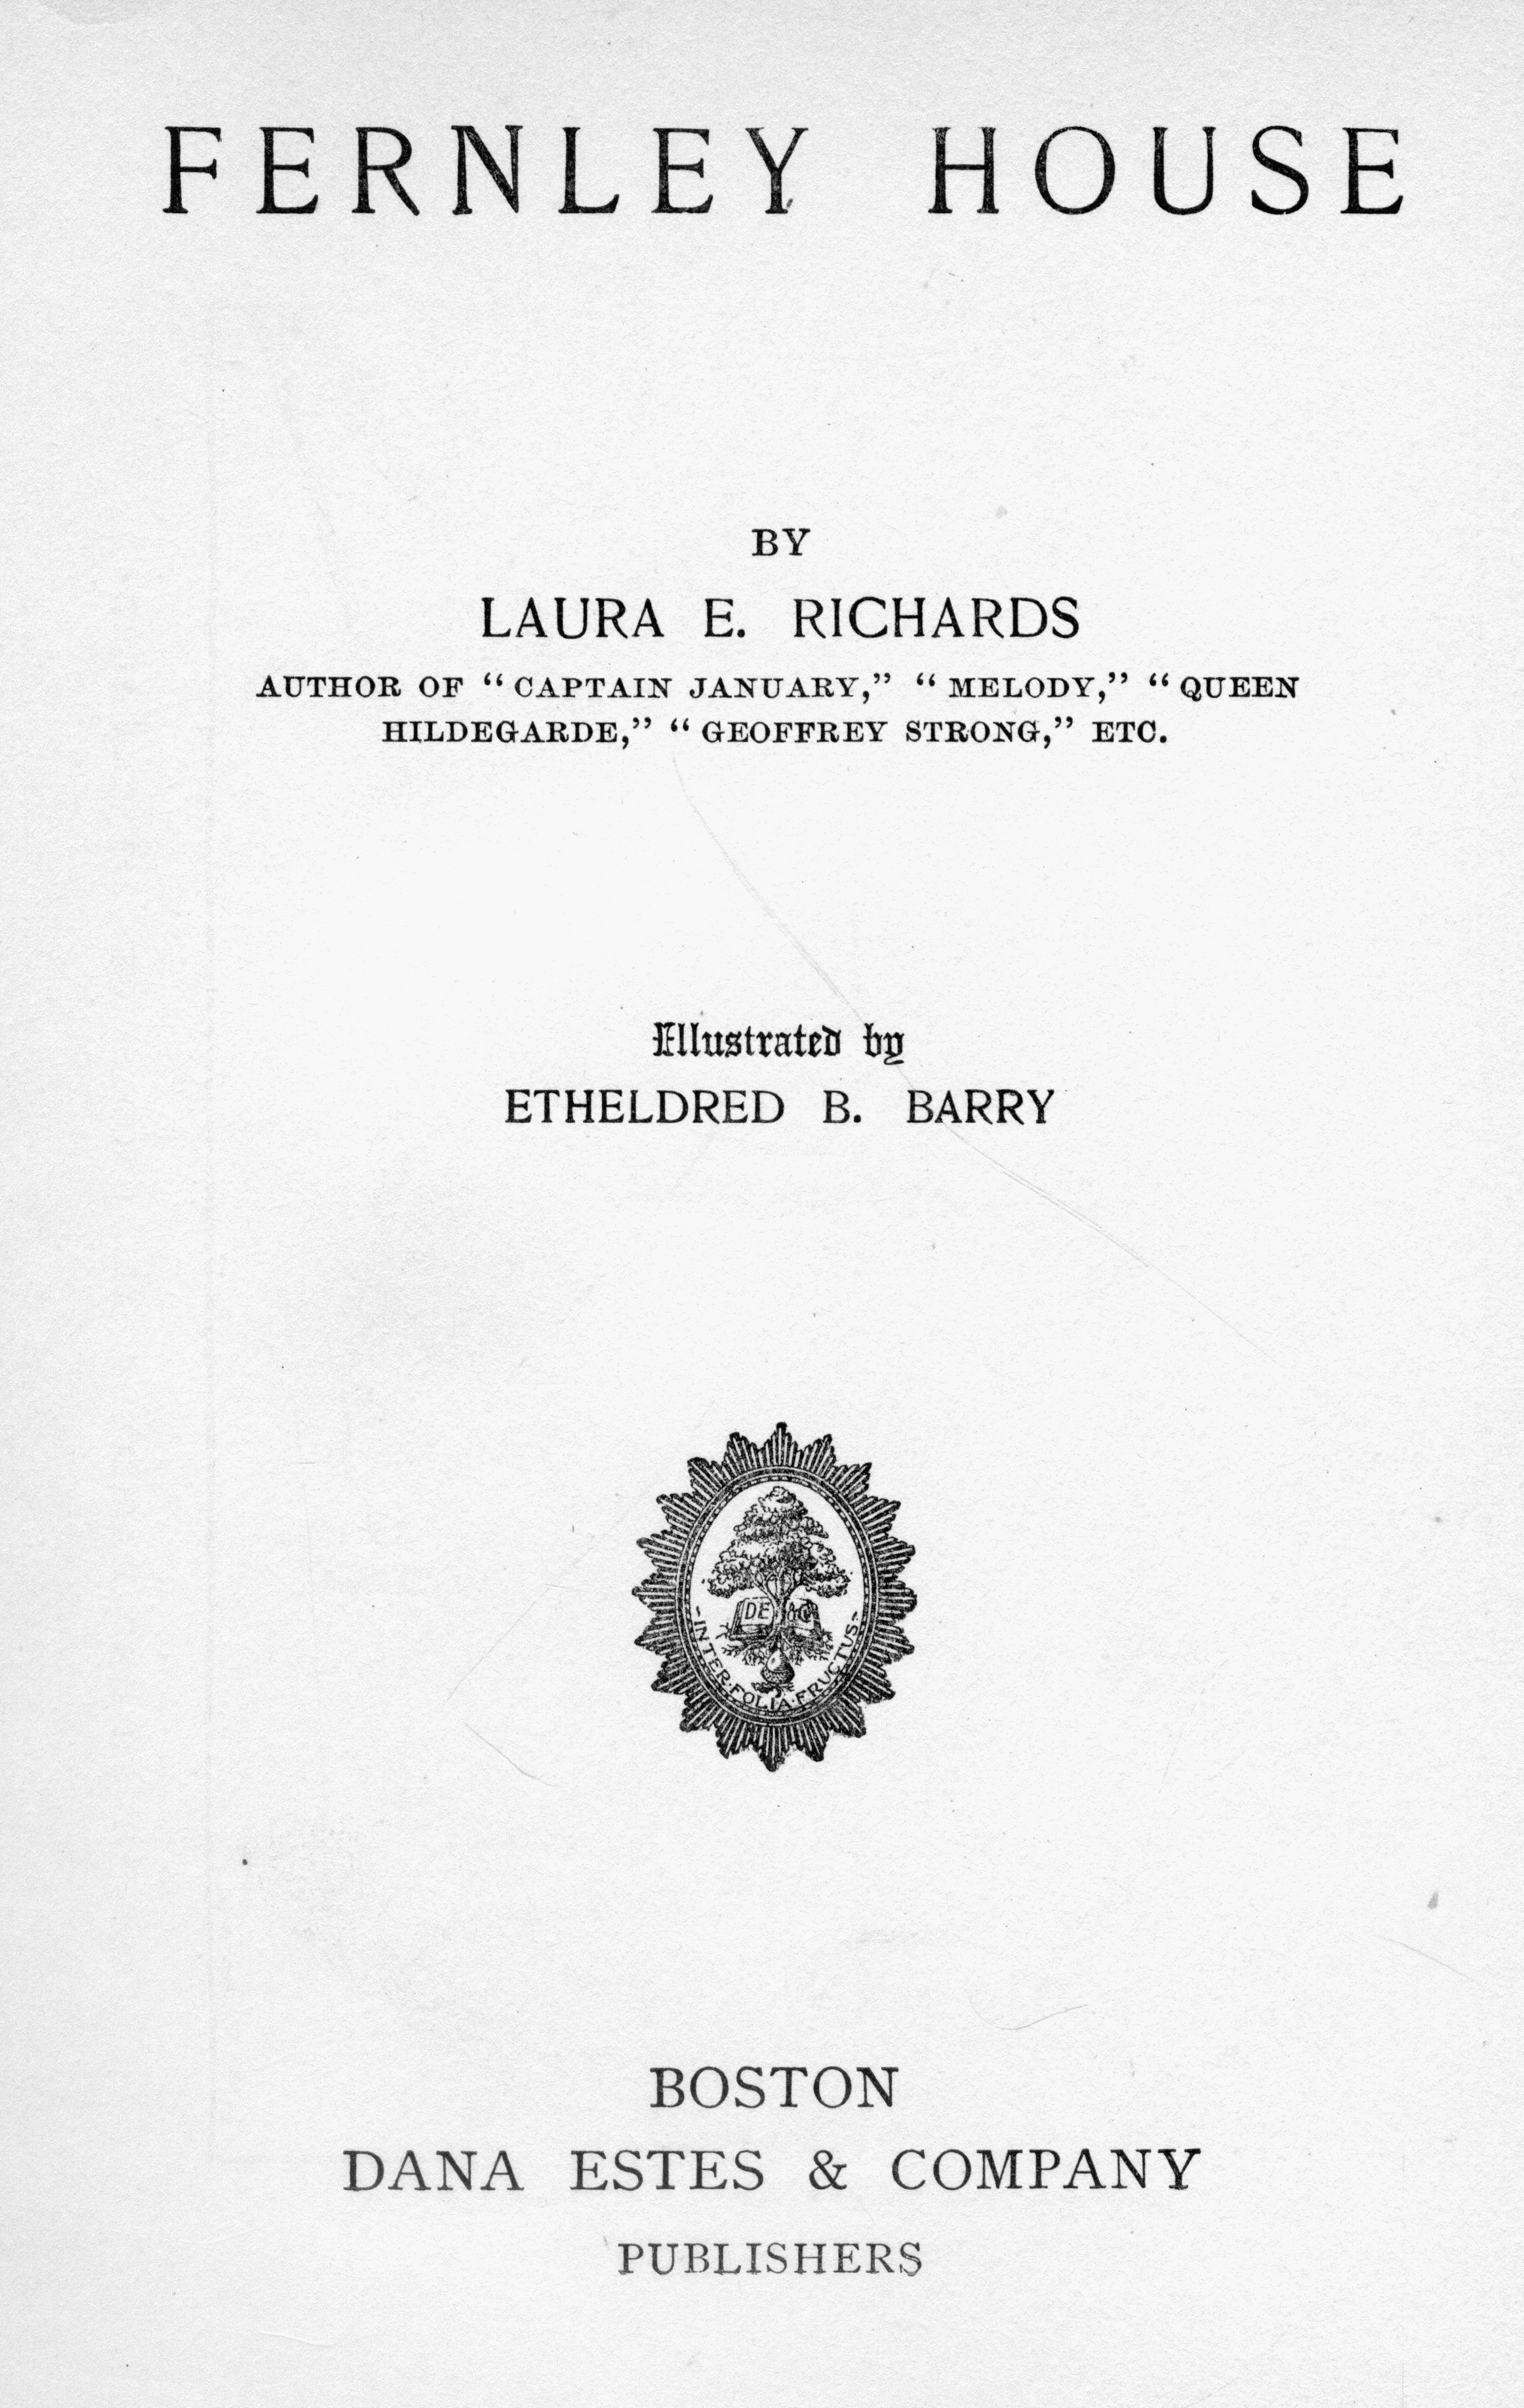 FERNLEY HOUSE
BY
LAURA E. RICHARDS
AUTHOR OF “CAPTAIN JANUARY,” “MELODY,” “QUEEN
HILDEGARDE,” “GEOFFREY STRONG,” ETC.
Illustrated by
ETHELDRED B. BARRY
DE & Co
-INTER·FOLIA·FRUCTUS-
BOSTON
DANA ESTES & COMPANY
PUBLISHERS